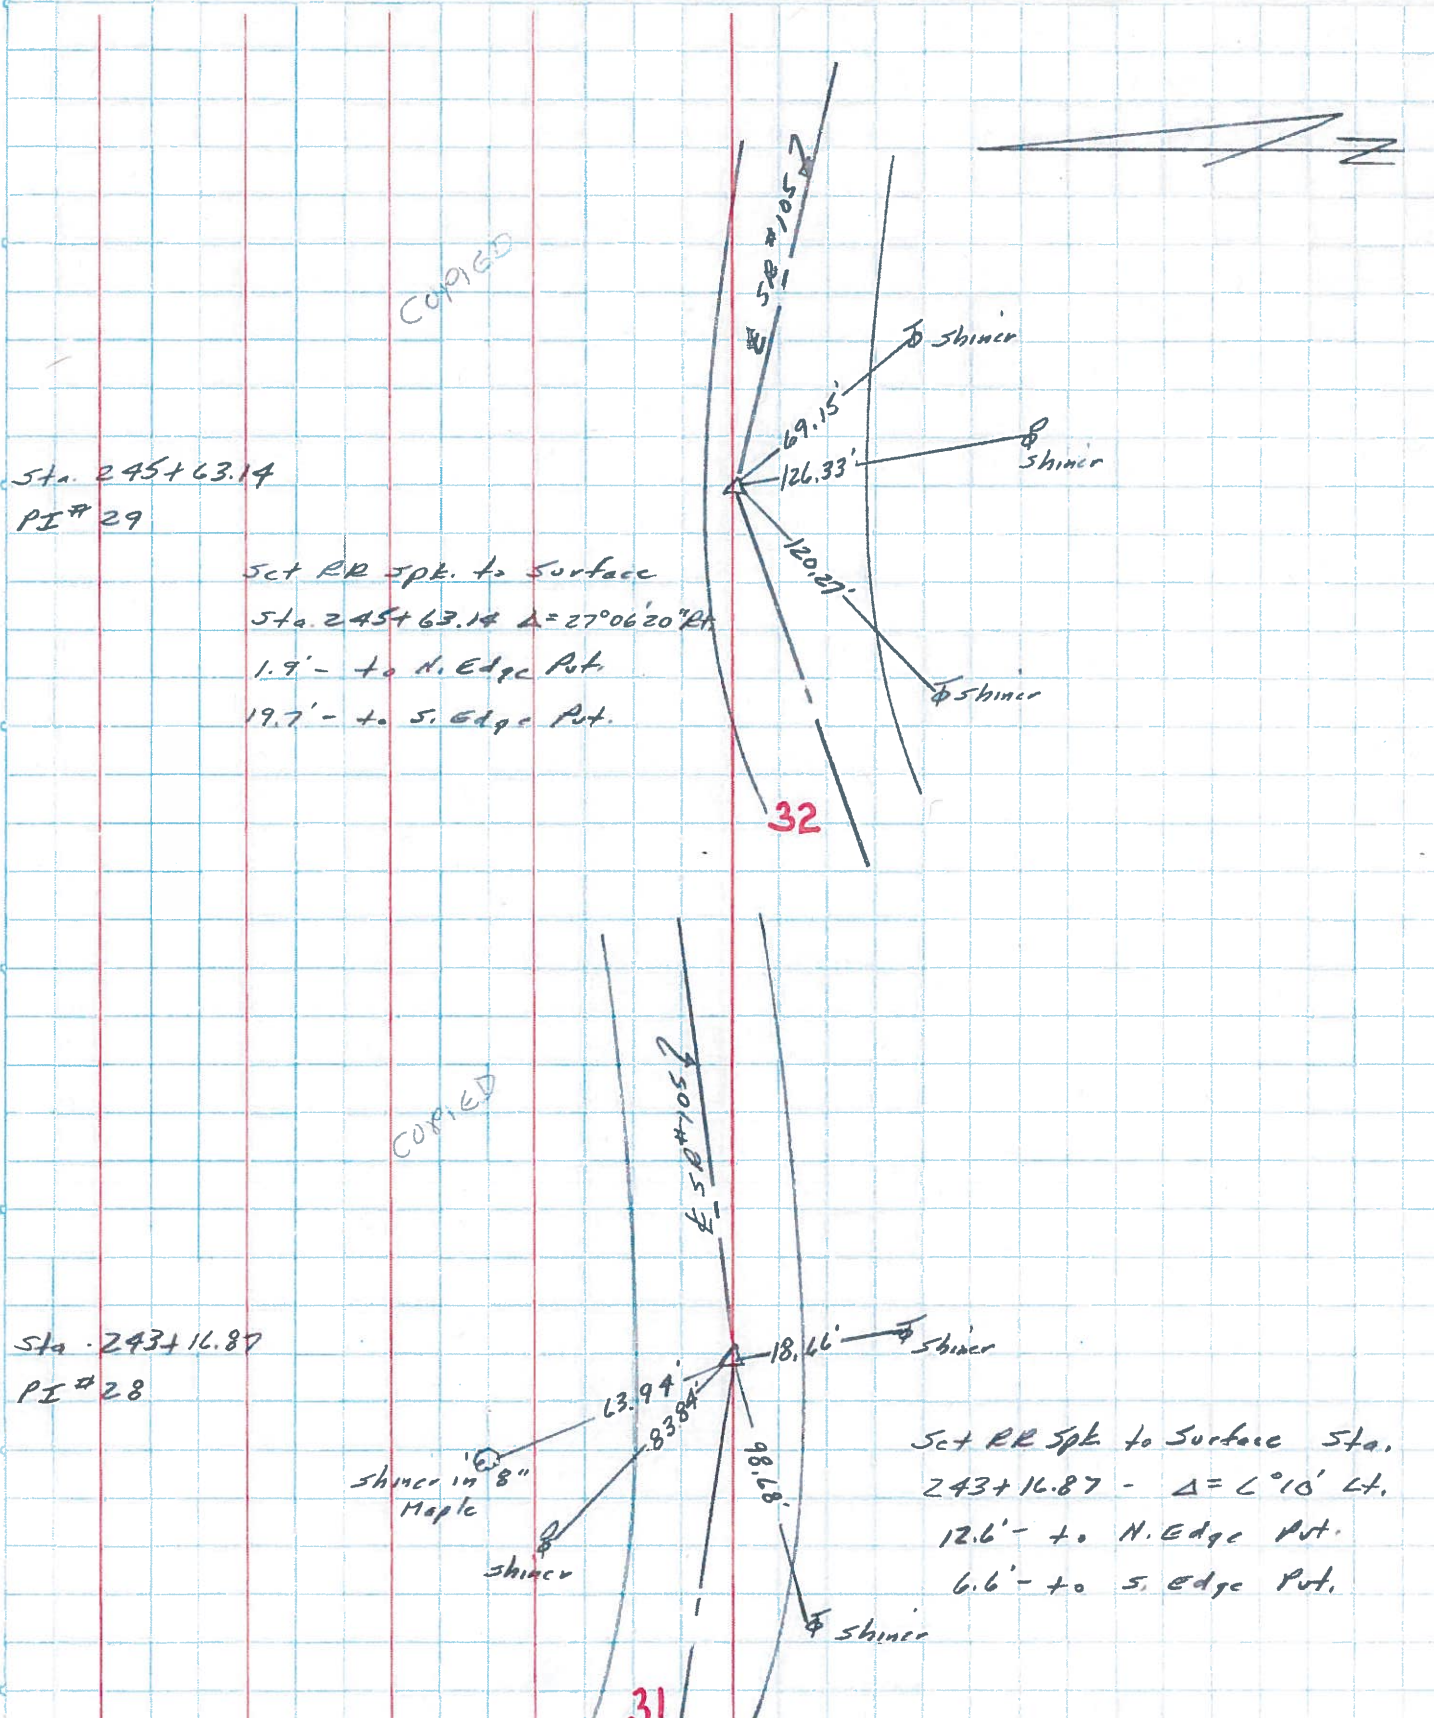 N
COPIED
℄ SR #105
shiner
69.15'
shiner
126.33'
Sta. 245+63.14
PI # 29
120.27'
Set RR spk. to Surface
Sta. 245+63.14 Δ=27°06'20"Rt.
1.9'- to N. Edge Pvt.
19.7'- to S. Edge Pvt.
shiner
32
COPIED
℄ SR #105
Sta. 243+16.87
PI # 28
18.66'
shiner
63.94'
83.84'
98.68'
shiner in 8"
Maple
shiner
Set RR Spk. to Surface Sta.
243+16.87 - Δ= 6°10' Lt.
12.6'- to N. Edge Pvt.
6.6'- to S. Edge Pvt.
shiner
31